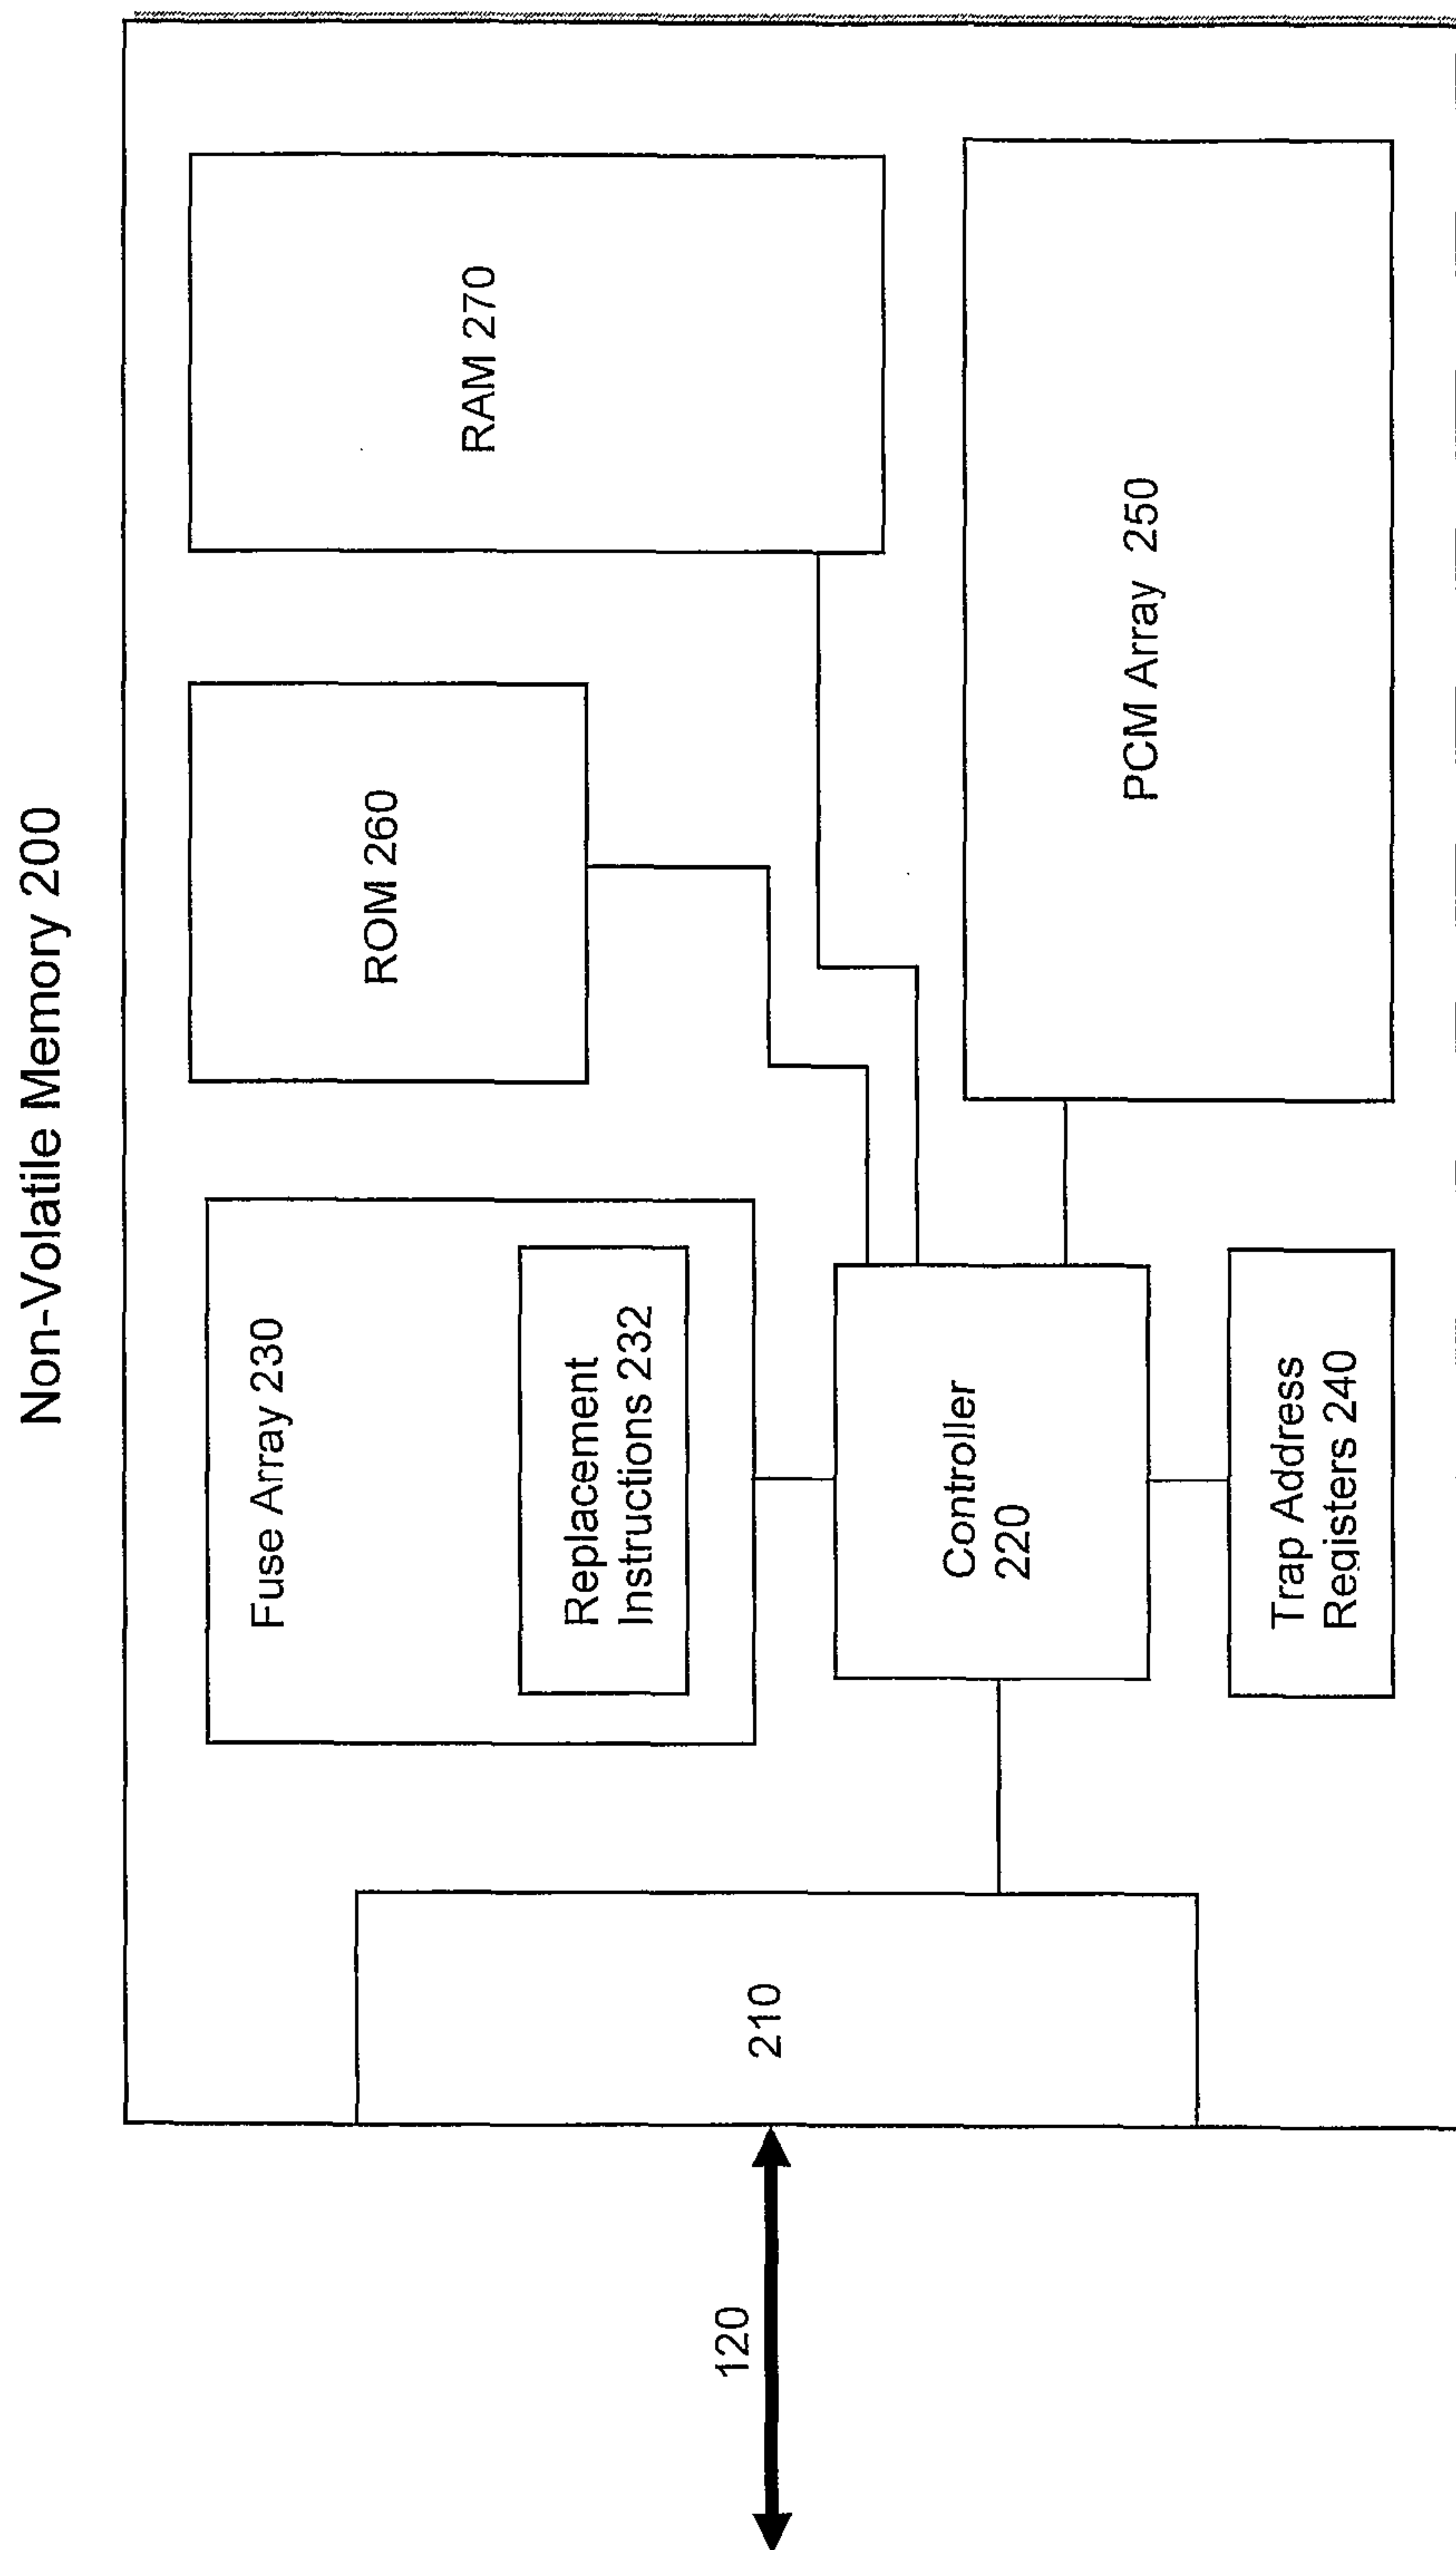 Non-Volatile Memory 200
Fuse Array 230
Replacement
Instructions 232
ROM 260
RAM 270
120
210
Controller
220
PCM Array 250
Trap Address
Registers 240